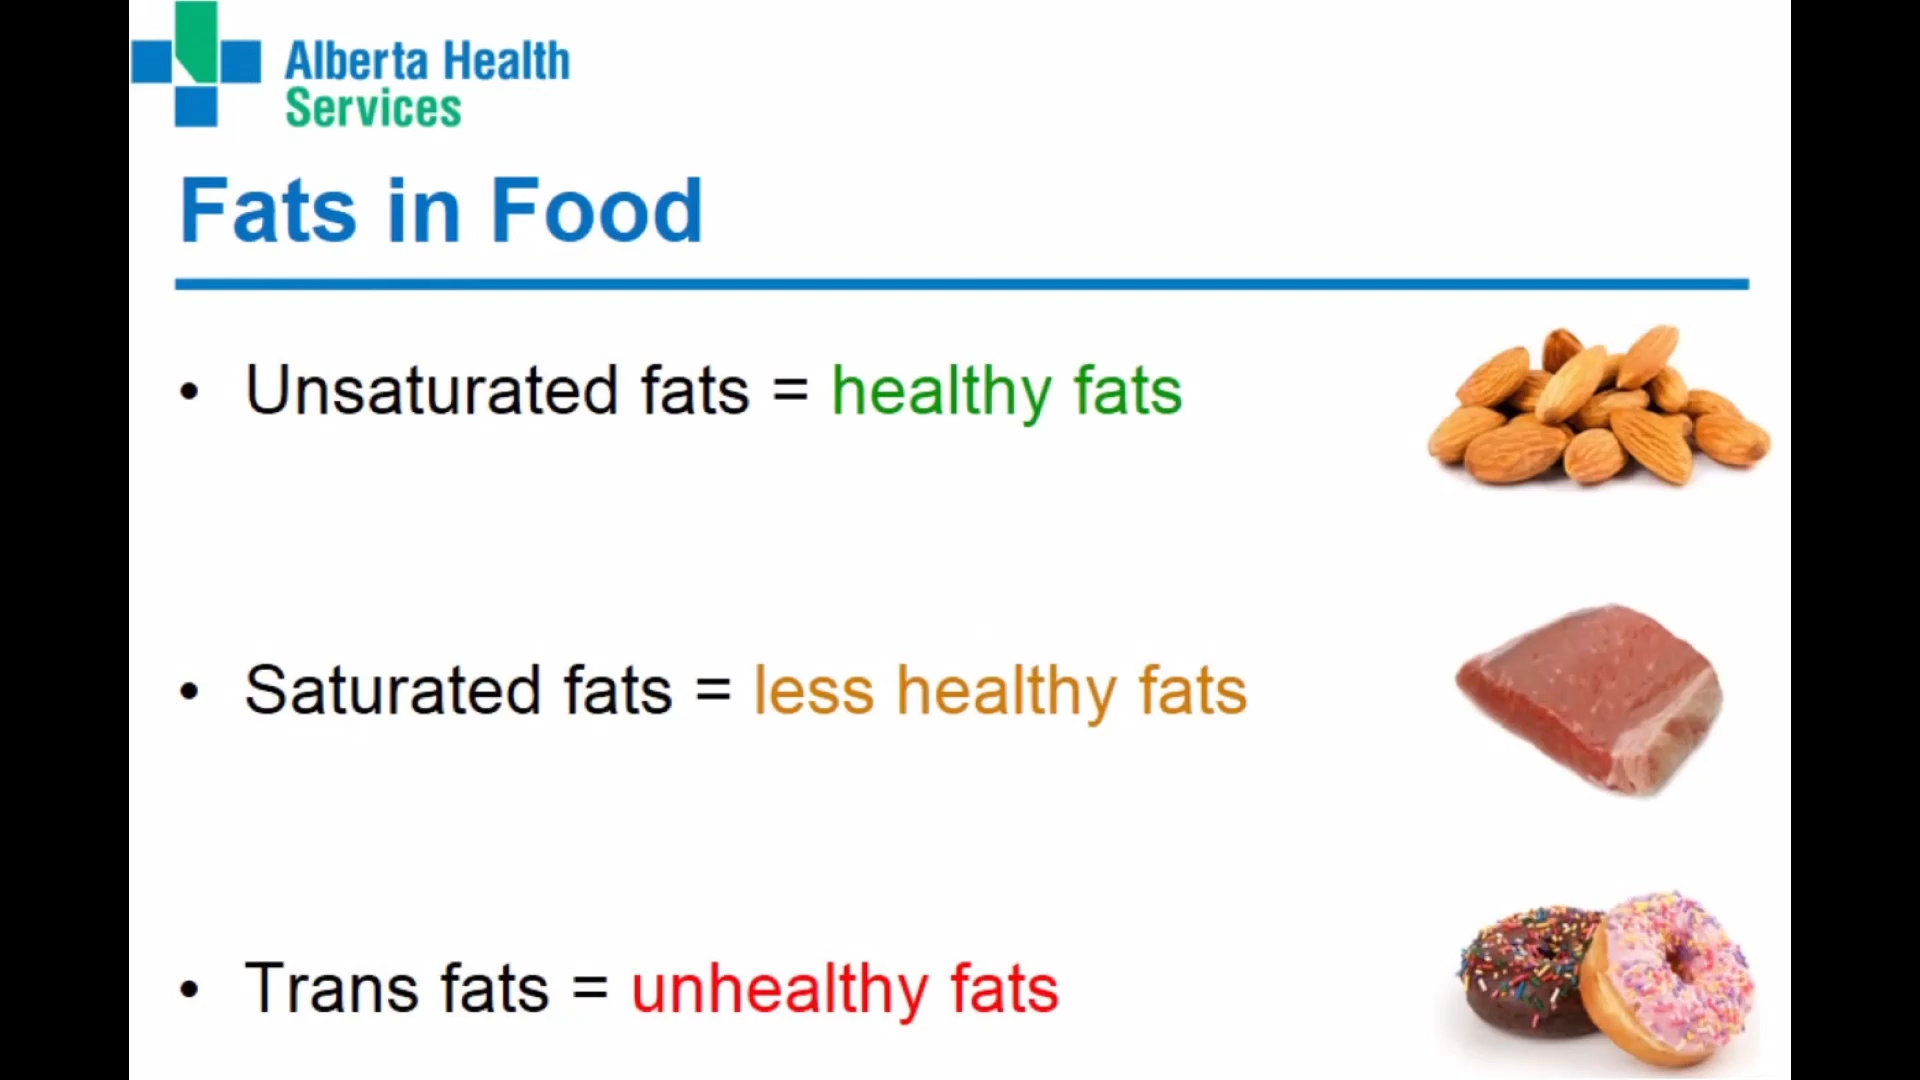 Alberta Health
Services
Fats in Food
• Unsaturated fats = healthy fats
• Saturated fats = less healthy fats
• Trans fats = unhealthy fats